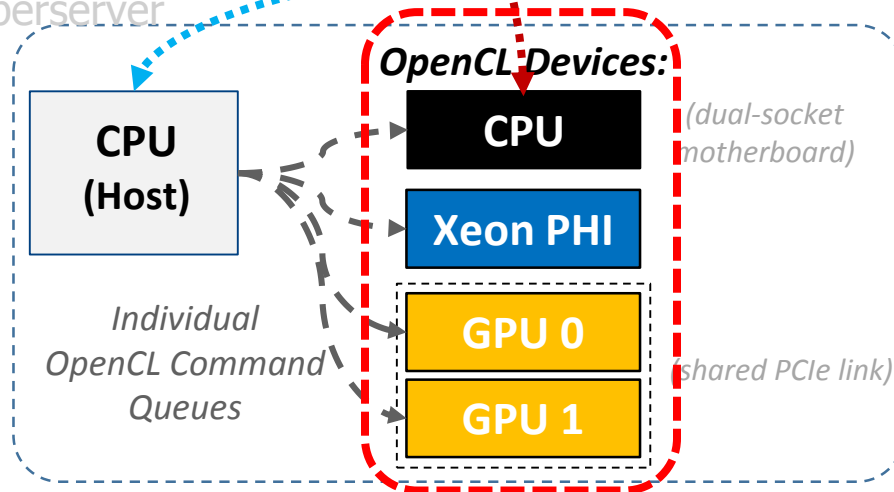 OpenCL Devices:
CPU
(Host)
CPU
(dual-socket
motherboard)
Xeon PHI
Individual
OpenCL Command
Queues
GPU 0
(shared PCIe link)
GPU 1